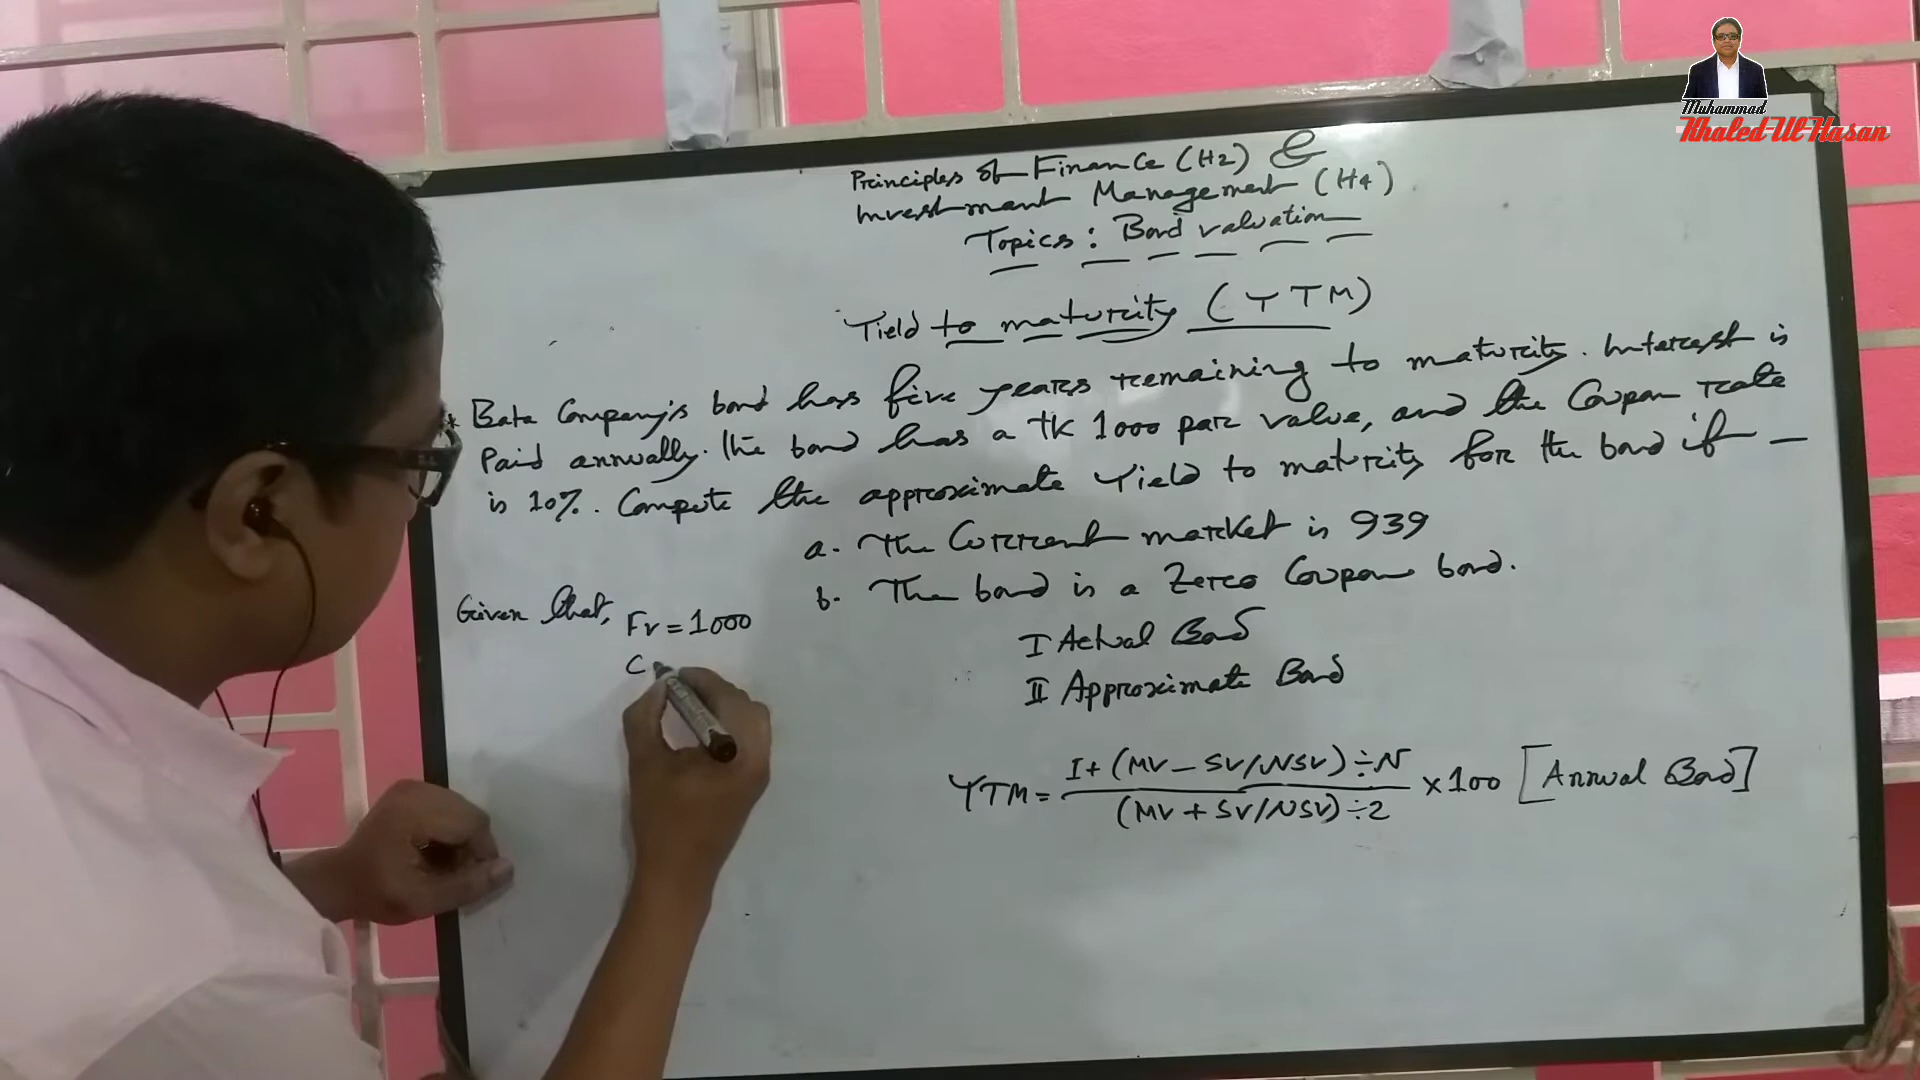 Muhammad
Khaled-Ul-Hasan
Principles of Finance (H2) &
Investment Management (H4)
Topics: Bond valuation
Yield to maturity (YTM)
* Bata Company's bond has five years remaining to maturity. Interest is
Paid annually. The bond has a TK 1000 par value, and the Coupon rate
is 10%. Compute the approximate Yield to maturity for the bond if —
a. The Current market is 939
b. The bond is a Zero Coupon bond.
Given that, Fv = 1000
C
I Actual Bond
II Approximate Bond
YTM = I + (MV - SV/NSV) ÷ N
(MV + SV/NSV) ÷ 2 × 100 [Annual Bond]